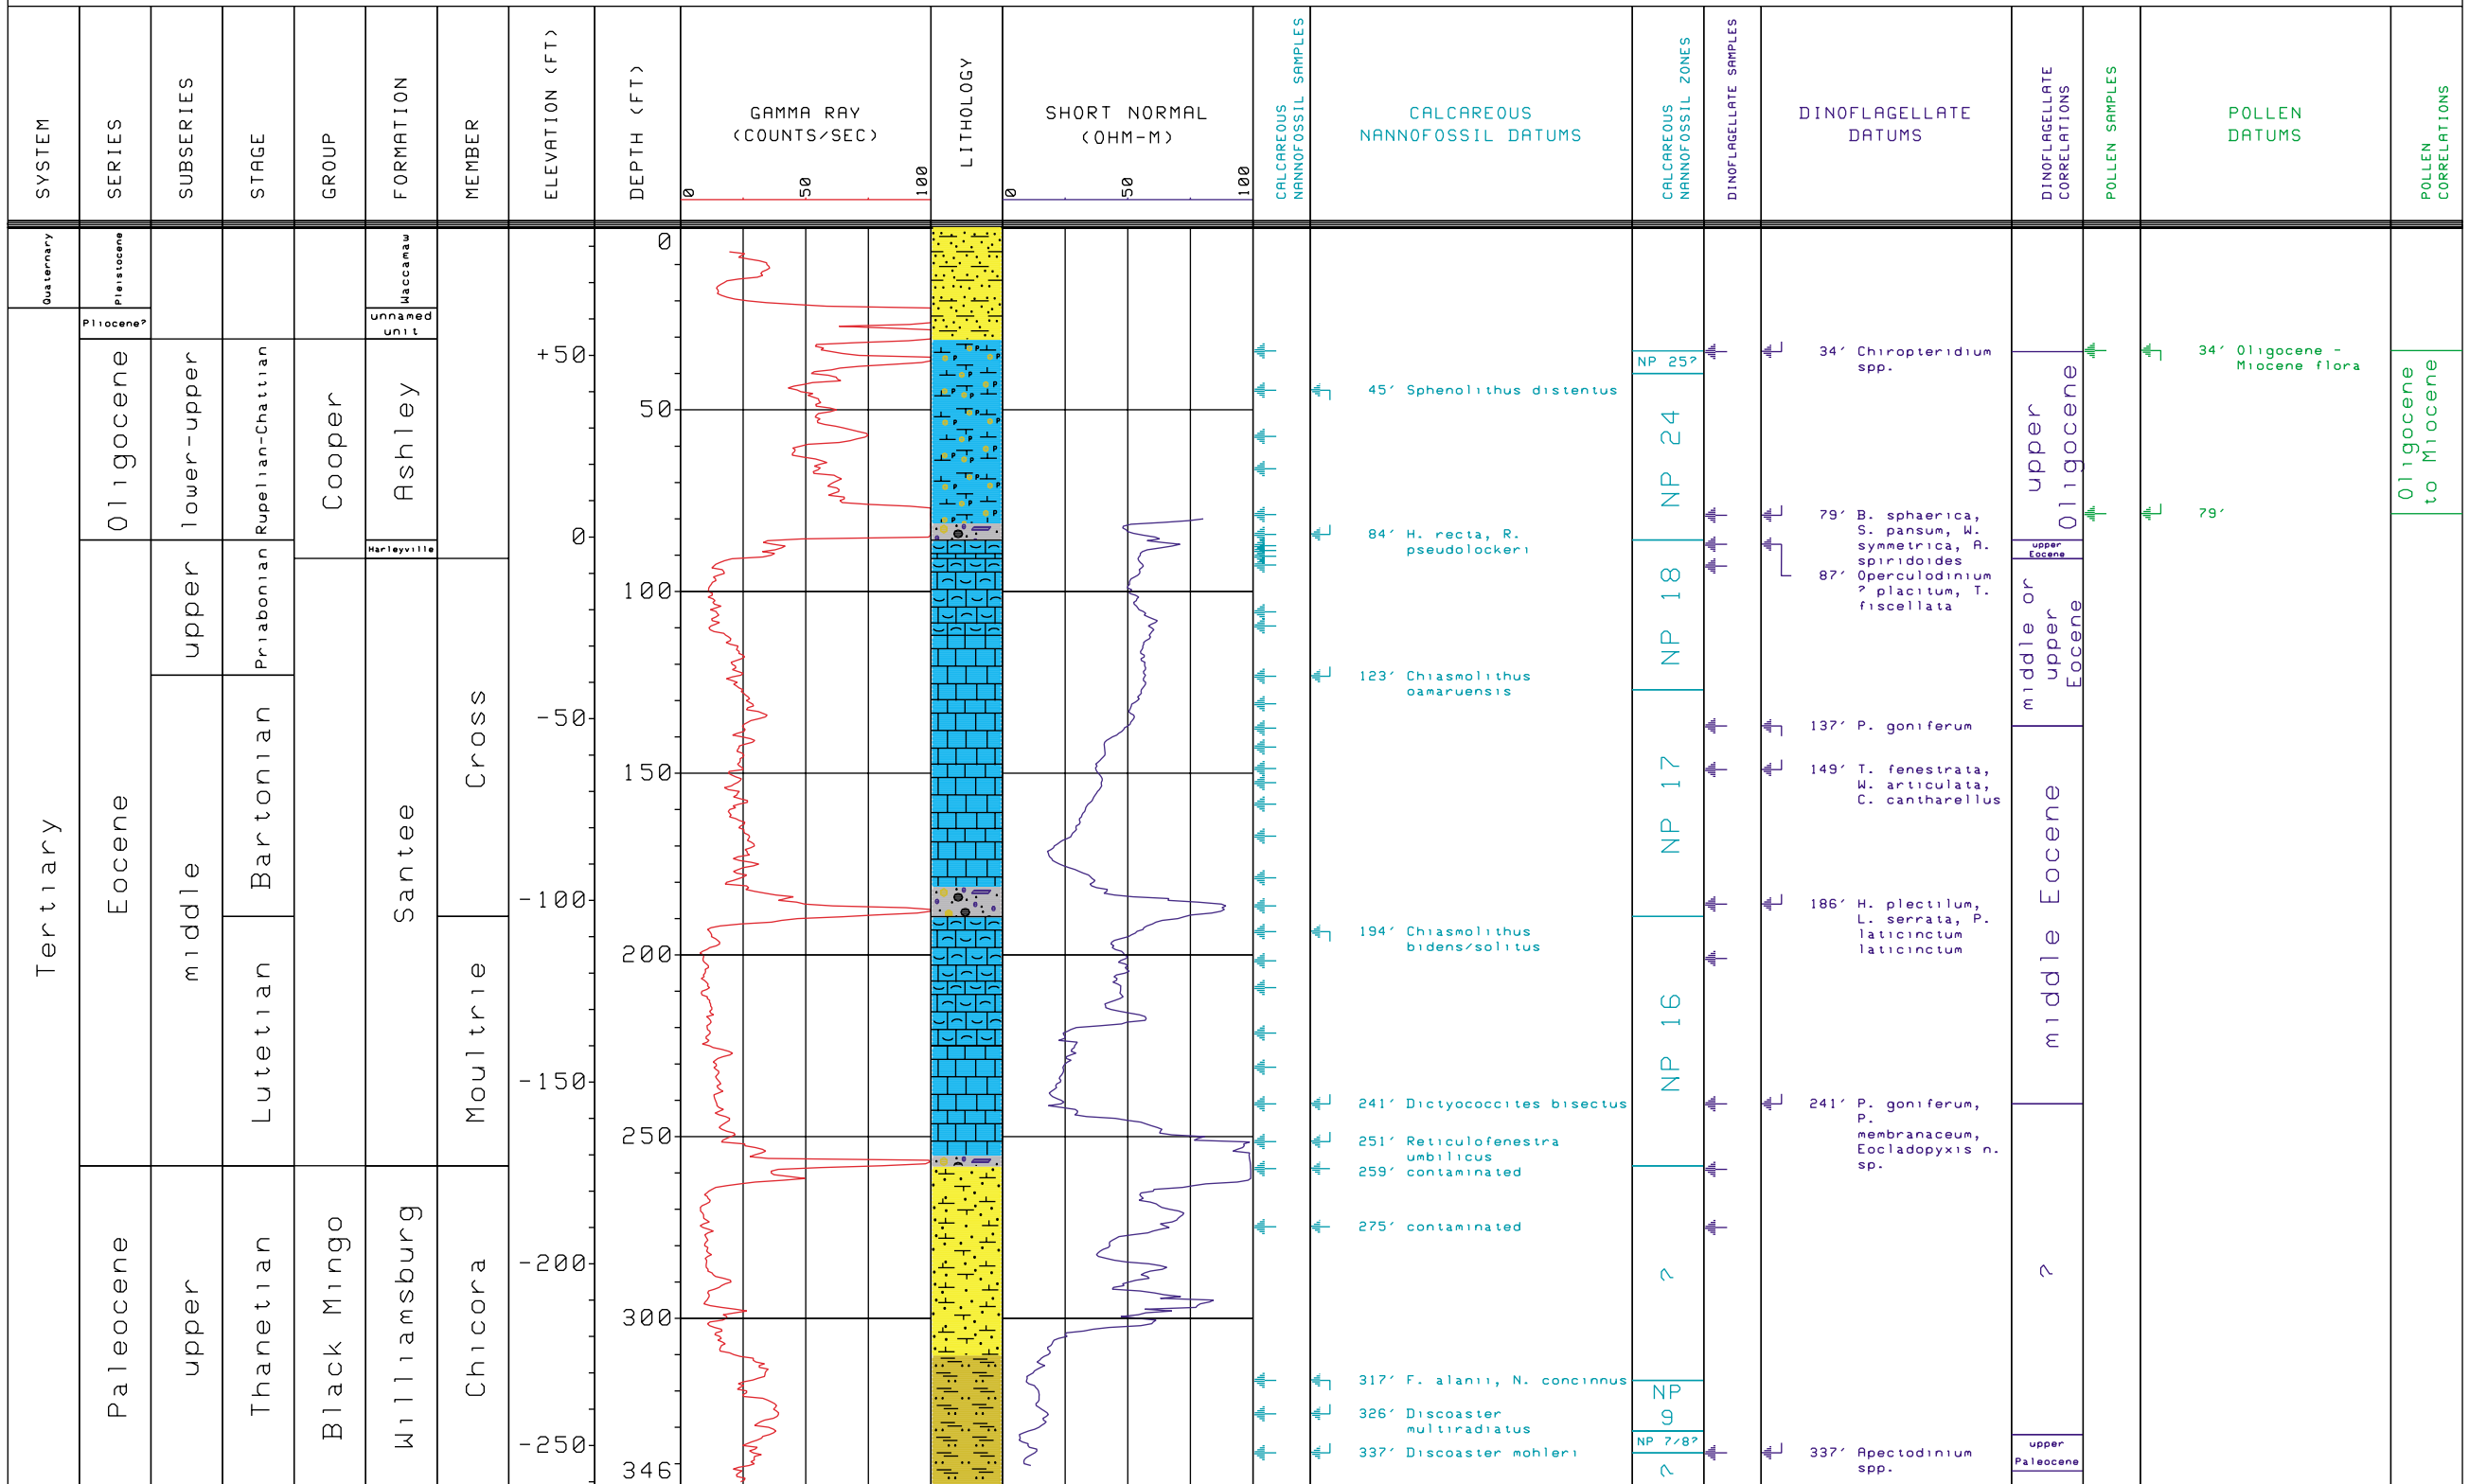 SYSTEM
SERIES
SUBSERIES
STAGE
GROUP
FORMATION
MEMBER
ELEVATION (FT)
DEPTH (FT)
GAMMA RAY
(COUNTS/SEC)
0 50 100
LITHOLOGY
SHORT NORMAL
(OHM-M)
0 50 100
CALCAREOUS
NANNOFOSSIL SAMPLES
CALCAREOUS
NANNOFOSSIL DATUMS
CALCAREOUS
NANNOFOSSIL ZONES
DINOFLAGELLATE SAMPLES
DINOFLAGELLATE
DATUMS
DINOFLAGELLATE
CORRELATIONS
POLLEN SAMPLES
POLLEN
DATUMS
POLLEN
CORRELATIONS
Quaternary
Tertiary
Pleistocene
Pliocene?
Oligocene
Eocene
Paleocene
lower-upper
upper
middle
upper
Rupelian-Chattian
Priabonian
Bartonian
Lutetian
Thanetian
Cooper
Black Mingo
Waccamaw
unnamed
unit
Ashley
Harleyville
Santee
Williamsburg
Cross
Moultrie
Chicora
+50
0
-50
-100
-150
-200
-250
0
50
100
150
200
250
300
346
45' Sphenolithus distentus
84' H. recta, R.
pseudolockeri
123' Chiasmolithus
oamaruensis
194' Chiasmolithus
bidens/solitus
241' Dictyococcites bisectus
251' Reticulofenestra
umbilicus
259' contaminated
275' contaminated
317' F. alanii, N. concinnus
326' Discoaster
multiradiatus
337' Discoaster mohleri
NP 25?
NP 24
NP 18
NP 17
NP 16
?
NP
9
NP 7/8?
?
34' Chiropteridium
spp.
79' B. sphaerica,
S. pansum, W.
symmetrica, A.
spiridoides
87' Operculodinium
? placitum, T.
fiscellata
137' P. goniferum
149' T. fenestrata,
W. articulata,
C. cantharellus
186' H. plectilum,
L. serrata, P.
laticinctum
laticinctum
241' P. goniferum,
P.
membranaceum,
Eocladopyxis n.
sp.
337' Apectodinium
spp.
upper
Oligocene
upper
Eocene
middle or
upper
Eocene
middle Eocene
?
upper
Paleocene
34' Oligocene -
Miocene flora
79'
Oligocene
to Miocene